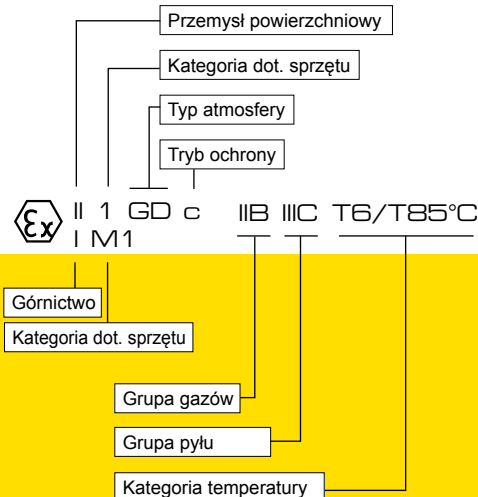 Przemysł powierzchniowy
Kategoria dot. sprzętu
Typ atmosfery
Tryb ochrony
Ex II 1 GD c IIB IIIC T6/T85°C
I M1
Górnictwo
Kategoria dot. sprzętu
Grupa gazów
Grupa pyłu
Kategoria temperatury